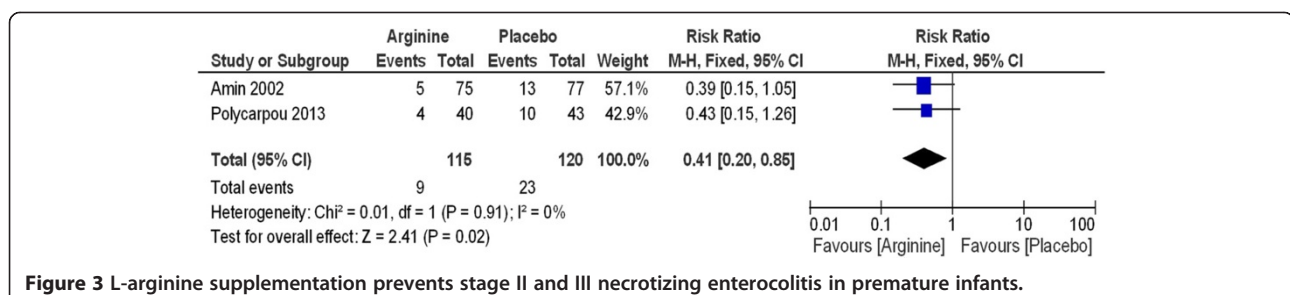 Arginine Placebo Risk Ratio Risk Ratio
Study or Subgroup Events Total Events Total Weight M-H, Fixed, 95% CI M-H, Fixed, 95% CI
Amin 2002 5 75 13 77 57.1% 0.39 [0.15, 1.05]
Polycarpou 2013 4 40 10 43 42.9% 0.43 [0.15, 1.26]
Total (95% CI) 115 120 100.0% 0.41 [0.20, 0.85]
Total events 9 23
Heterogeneity: Chi² = 0.01, df = 1 (P = 0.91); I² = 0%
Test for overall effect: Z = 2.41 (P = 0.02)
0.01 0.1 1 10 100
Favours [Arginine] Favours [Placebo]
Figure 3 L-arginine supplementation prevents stage II and III necrotizing enterocolitis in premature infants.